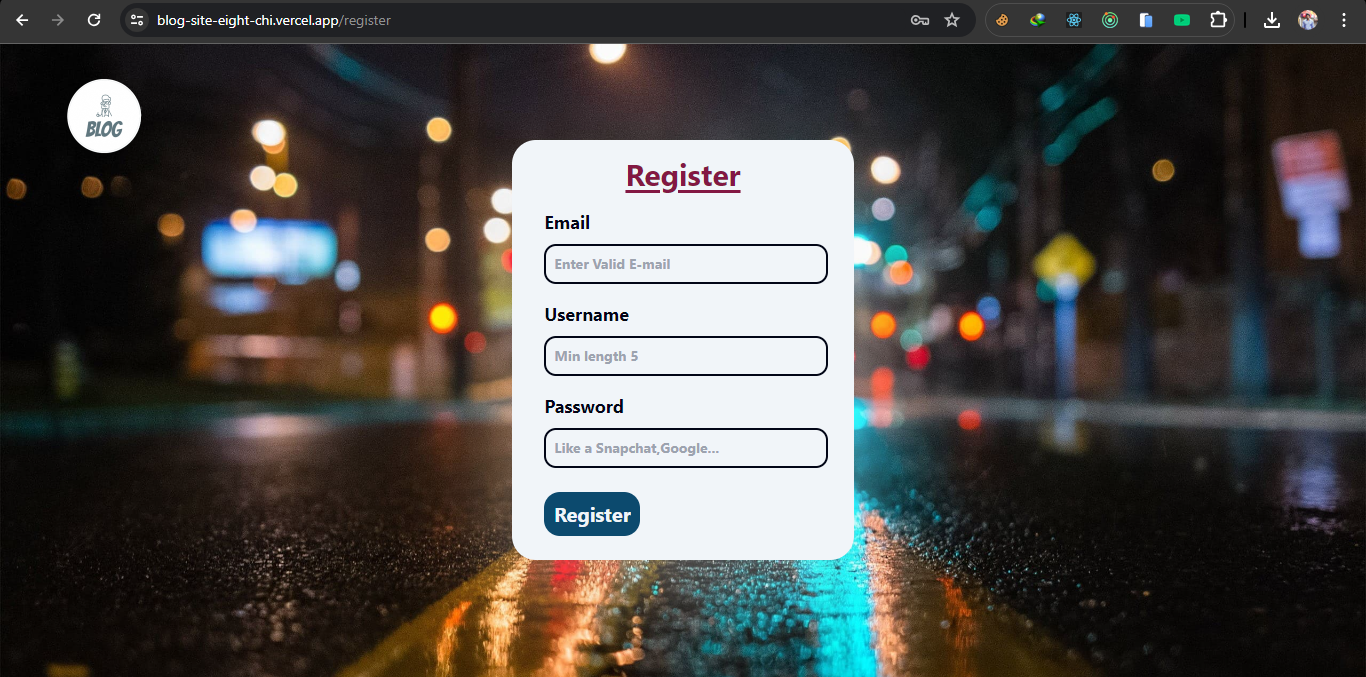 blog-site-eight-chi.vercel.app/register
BLOG
Register
Email
Enter Valid E-mail
Username
Min length 5
Password
Like a Snapchat,Google...
Register